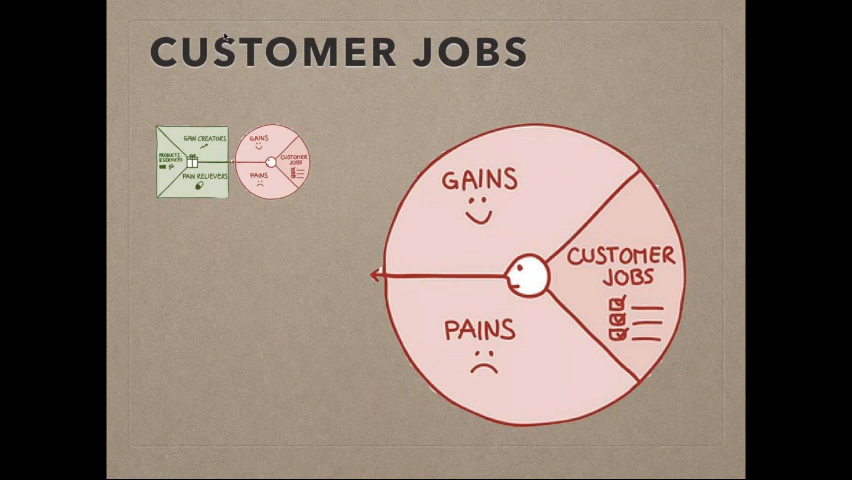 CUSTOMER JOBS
GAIN CREATORS
PRODUCTS
& SERVICES
PAIN RELIEVERS
GAINS
CUSTOMER
JOBS
PAINS
GAINS
CUSTOMER
JOBS
PAINS